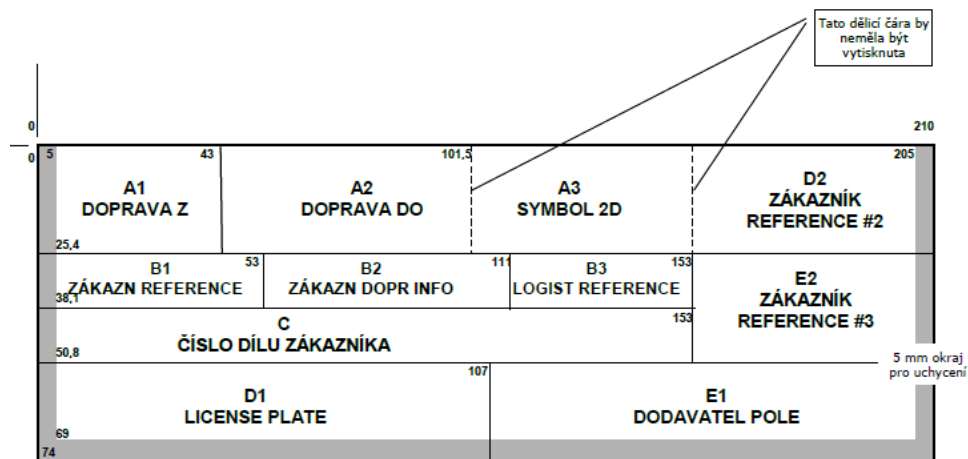 Tato dělicí čára by
neměla být
vytisknuta
0
210
0
5
43
101,5
205
A1
DOPRAVA Z
A2
DOPRAVA DO
A3
SYMBOL 2D
D2
ZÁKAZNÍK
REFERENCE #2
25,4
53
111
153
B1
ZÁKAZN REFERENCE
B2
ZÁKAZN DOPR INFO
B3
LOGIST REFERENCE
E2
ZÁKAZNÍK
REFERENCE #3
38,1
153
C
ČÍSLO DÍLU ZÁKAZNÍKA
50,8
5 mm okraj
pro uchycení
107
D1
LICENSE PLATE
E1
DODAVATEL POLE
69
74